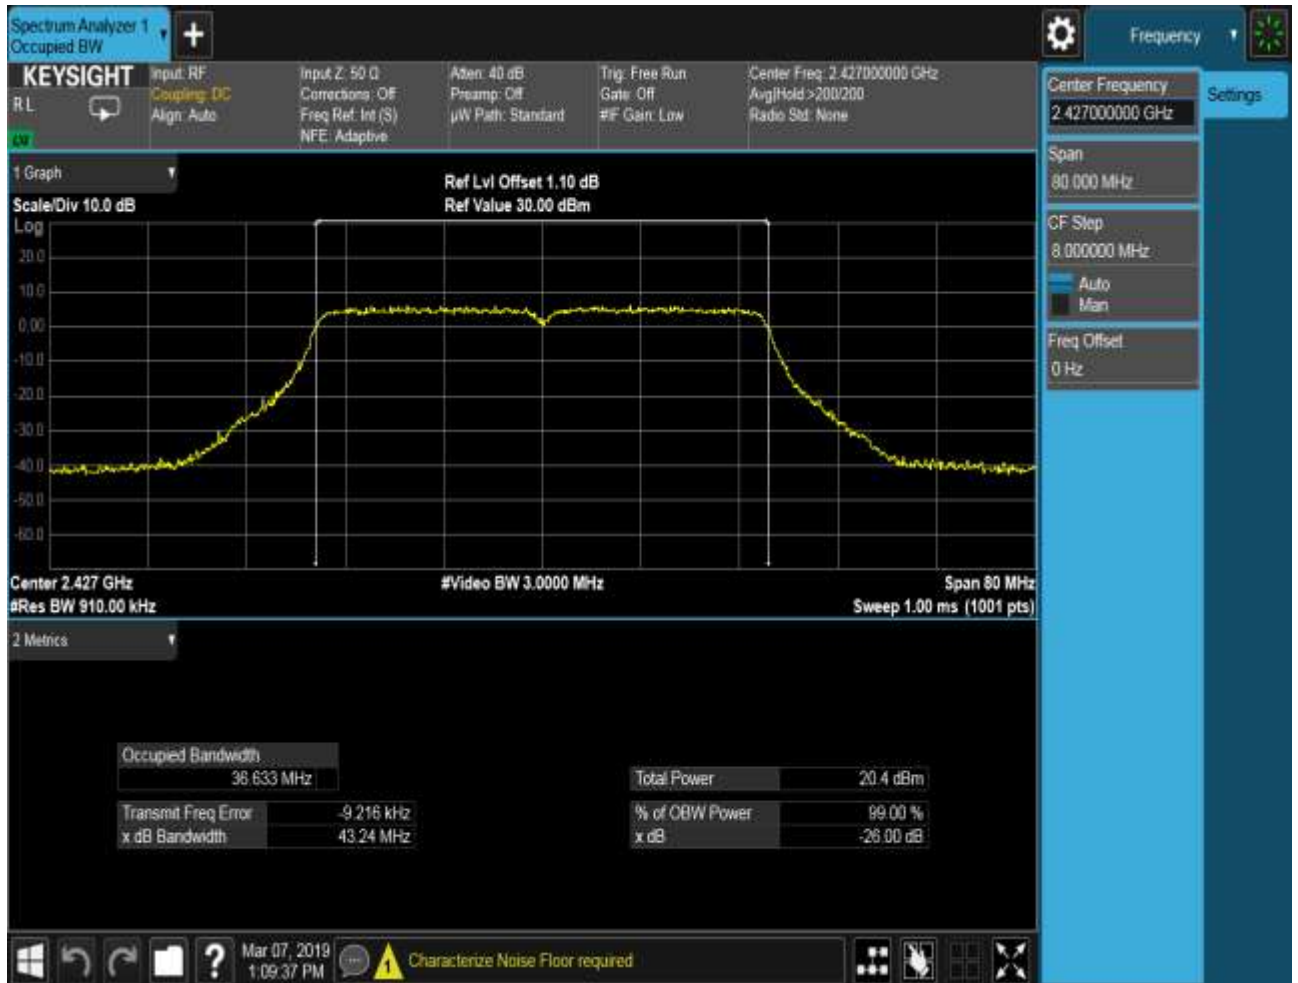 Spectrum Analyzer 1
Occupied BW
Frequency
KEYSIGHT
R L
Input: RF
Coupling: DC
Align: Auto
Input Z: 50 Ω
Corrections: Off
Freq Ref: Int (S)
NFE: Adaptive
Atten: 40 dB
Preamp: Off
µW Path: Standard
Trig: Free Run
Gate: Off
#IF Gain: Low
Center Freq: 2.427000000 GHz
Avg|Hold:>200/200
Radio Std: None
Center Frequency
2.427000000 GHz
Settings
Span
80.000 MHz
CF Step
8.000000 MHz
Auto
Man
Freq Offset
0 Hz
1 Graph
Scale/Div 10.0 dB
Ref Lvl Offset 1.10 dB
Ref Value 30.00 dBm
Log
20.0
10.0
0.00
-10.0
-20.0
-30.0
-40.0
-50.0
-60.0
Center 2.427 GHz
#Video BW 3.0000 MHz
Span 80 MHz
#Res BW 910.00 kHz
Sweep 1.00 ms (1001 pts)
2 Metrics
Occupied Bandwidth
36.633 MHz
Total Power 20.4 dBm
Transmit Freq Error -9.216 kHz
% of OBW Power 99.00 %
x dB Bandwidth 43.24 MHz
x dB -26.00 dB
?
Mar 07, 2019
1:09:37 PM
1
Characterize Noise Floor required